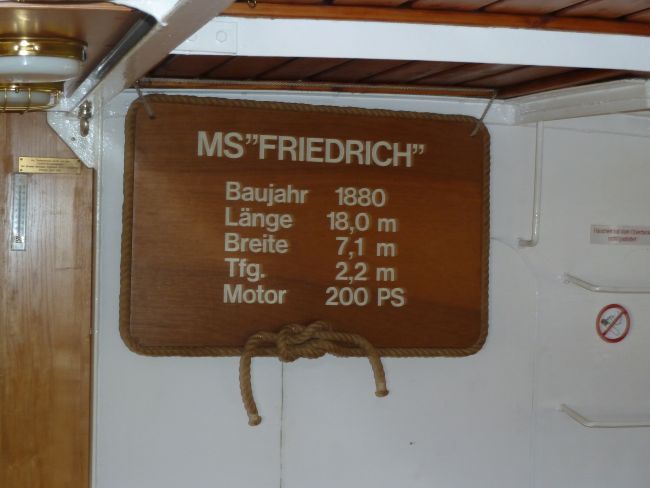 MS"FRIEDRICH"
Baujahr 1880
Länge 18,0 m
Breite 7,1 m
Tfg. 2,2 m
Motor 200 PS